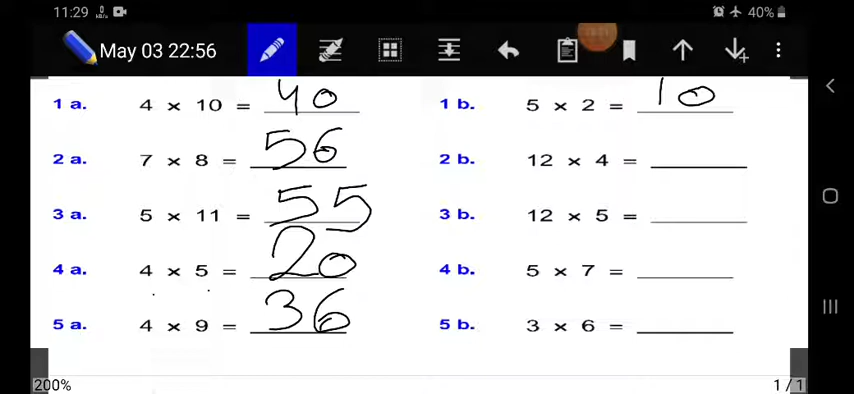 11:29 0 KB/s 40%
May 03 22:56
1 a. 4 × 10 = 40 1 b. 5 × 2 = 10
2 a. 7 × 8 = 56 2 b. 12 × 4 =
3 a. 5 × 11 = 55 3 b. 12 × 5 =
4 a. 4 × 5 = 20 4 b. 5 × 7 =
5 a. 4 × 9 = 36 5 b. 3 × 6 =
200% 1 / 1